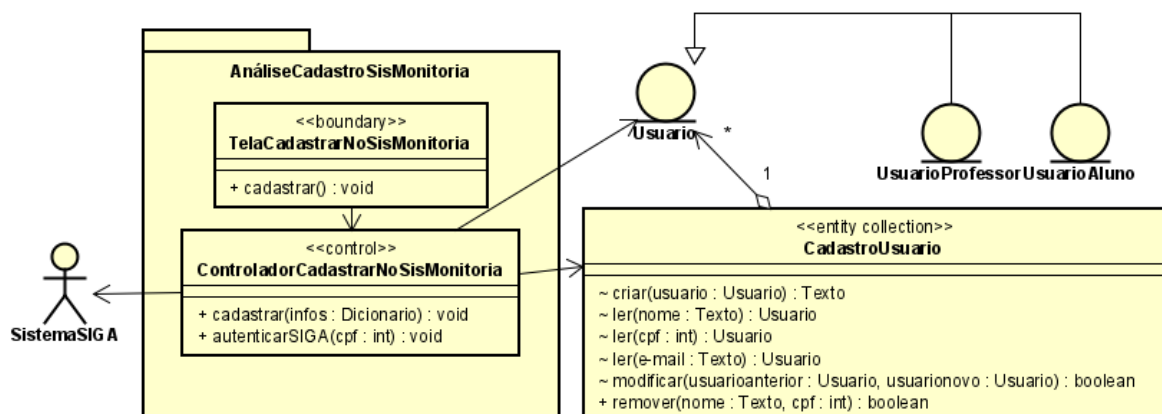 AnáliseCadastroSisMonitoria
<<boundary>>
TelaCadastrarNoSisMonitoria
+ cadastrar() : void
<<control>>
ControladorCadastrarNoSisMonitoria
+ cadastrar(infos : Dicionario) : void
+ autenticarSIGA(cpf : int) : void
SistemaSIGA
Usuario
*
1
UsuarioProfessor
UsuarioAluno
<<entity collection>>
CadastroUsuario
~ criar(usuario : Usuario) : Texto
~ ler(nome : Texto) : Usuario
~ ler(cpf : int) : Usuario
~ ler(e-mail : Texto) : Usuario
~ modificar(usuarioanterior : Usuario, usuarionovo : Usuario) : boolean
+ remover(nome : Texto, cpf : int) : boolean